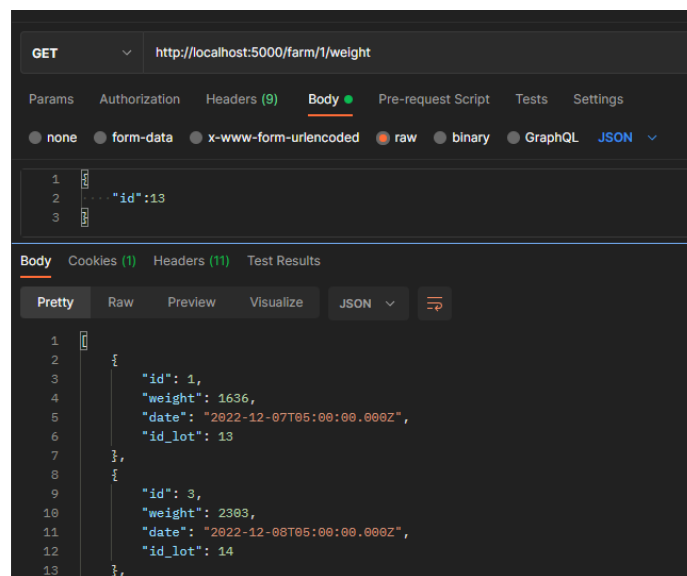 GET http://localhost:5000/farm/1/weight
Params Authorization Headers (9) Body Pre-request Script Tests Settings
none form-data x-www-form-urlencoded raw binary GraphQL JSON
1 {
2 ····"id":13
3 }
Body Cookies (1) Headers (11) Test Results
Pretty Raw Preview Visualize JSON
1 [
2 {
3 "id": 1,
4 "weight": 1636,
5 "date": "2022-12-07T05:00:00.000Z",
6 "id_lot": 13
7 },
8 {
9 "id": 3,
10 "weight": 2303,
11 "date": "2022-12-08T05:00:00.000Z",
12 "id_lot": 14
13 },